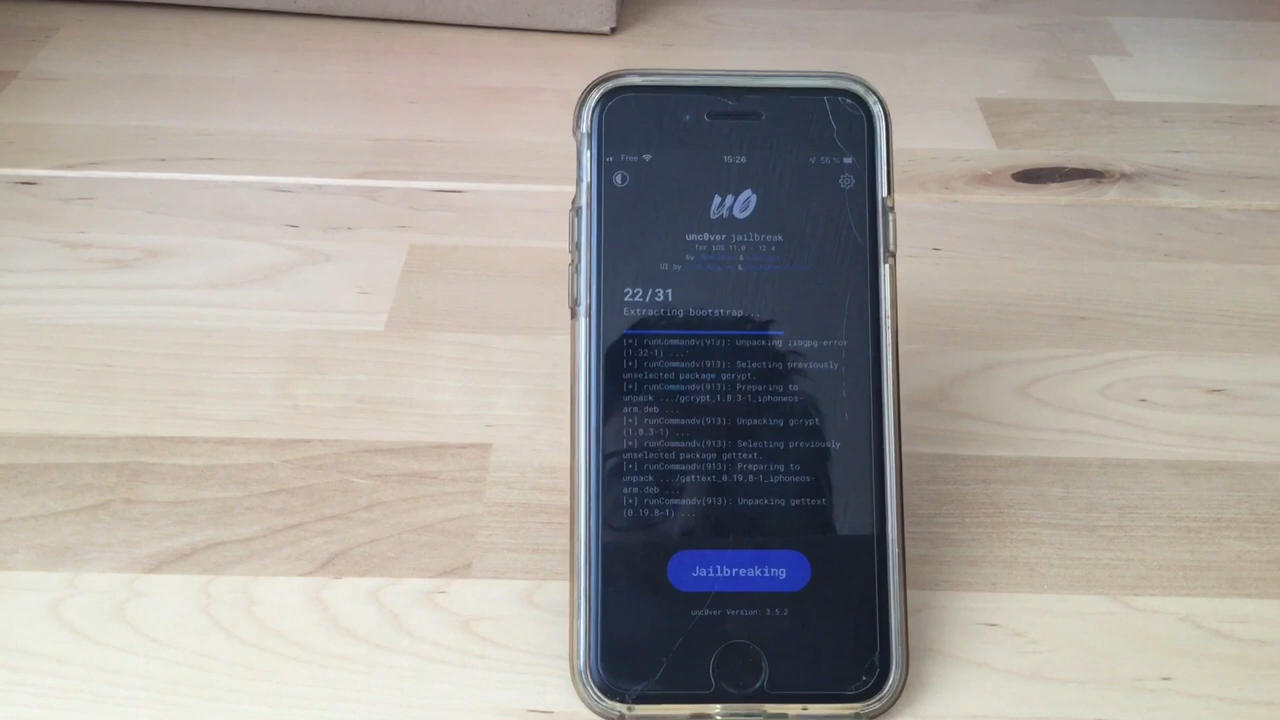 Free 15:26 56 %
u0
unc0ver jailbreak
for iOS 11.0 - 12.4
by &
UI by &
22/31
Extracting bootstrap...
[*] runCommandv(913): Unpacking libgpg-error
(1.32-1) ...
[*] runCommandv(913): Selecting previously
unselected package gcrypt.
[*] runCommandv(913): Preparing to
unpack .../gcrypt_1.8.3-1_iphoneos-
arm.deb ...
[*] runCommandv(913): Unpacking gcrypt
(1.8.3-1) ...
[*] runCommandv(913): Selecting previously
unselected package gettext.
[*] runCommandv(913): Preparing to
unpack .../gettext_0.19.8-1_iphoneos-
arm.deb ...
[*] runCommandv(913): Unpacking gettext
(0.19.8-1) ...
Jailbreaking
unc0ver Version: 3.5.2